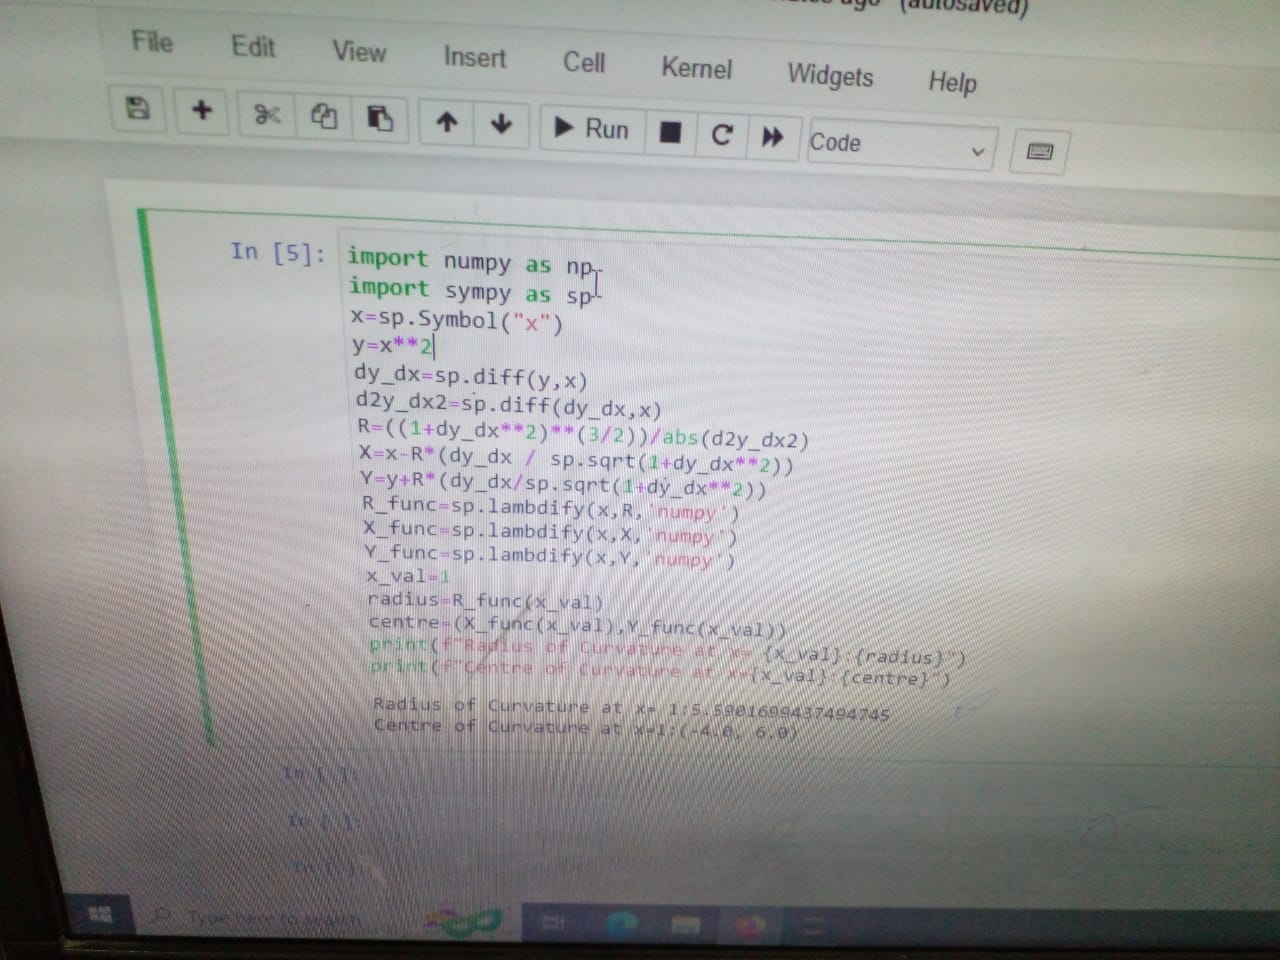 (autosaved)
File Edit View Insert Cell Kernel Widgets Help
Run Code
In [5]: import numpy as np
import sympy as sp
x=sp.Symbol("x")
y=x**2
dy_dx=sp.diff(y,x)
d2y_dx2=sp.diff(dy_dx,x)
R=((1+dy_dx**2)**(3/2))/abs(d2y_dx2)
X=x-R*(dy_dx / sp.sqrt(1+dy_dx**2))
Y=y+R*(dy_dx/sp.sqrt(1+dy_dx**2))
R_func=sp.lambdify(x,R,'numpy')
X_func=sp.lambdify(x,X,'numpy')
Y_func=sp.lambdify(x,Y,'numpy')
x_val=1
radius=R_func(x_val)
centre=(X_func(x_val),Y_func(x_val))
print(f"Radius of Curvature at x= {x_val}:{radius}")
print(f"Centre of Curvature at x={x_val}:{centre}")
Radius of Curvature at x= 1:5.5901699437494745
Centre of Curvature at x=1:(-4.0, 6.0)
In [ ]:
In [ ]:
In [ ]:
Type here to search